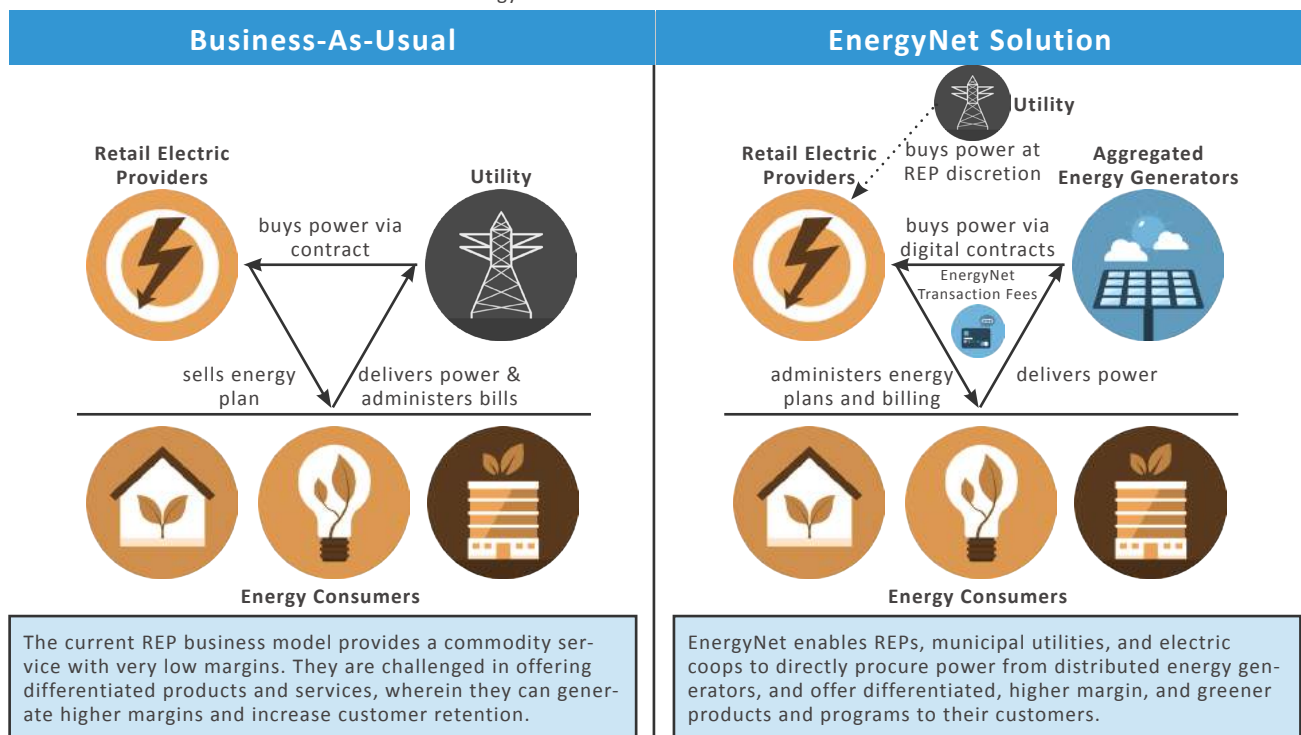 Business-As-Usual
Retail Electric
Providers
Utility
buys power via
contract
sells energy
plan
delivers power &
administers bills
Energy Consumers
The current REP business model provides a commodity ser-
vice with very low margins. They are challenged in offering
differentiated products and services, wherein they can gener-
ate higher margins and increase customer retention.
EnergyNet Solution
Utility
Retail Electric
Providers
buys power at
REP discretion
Aggregated
Energy Generators
buys power via
digital contracts
EnergyNet
Transaction Fees
administers energy
plans and billing
delivers power
Energy Consumers
EnergyNet enables REPs, municipal utilities, and electric
coops to directly procure power from distributed energy gen-
erators, and offer differentiated, higher margin, and greener
products and programs to their customers.